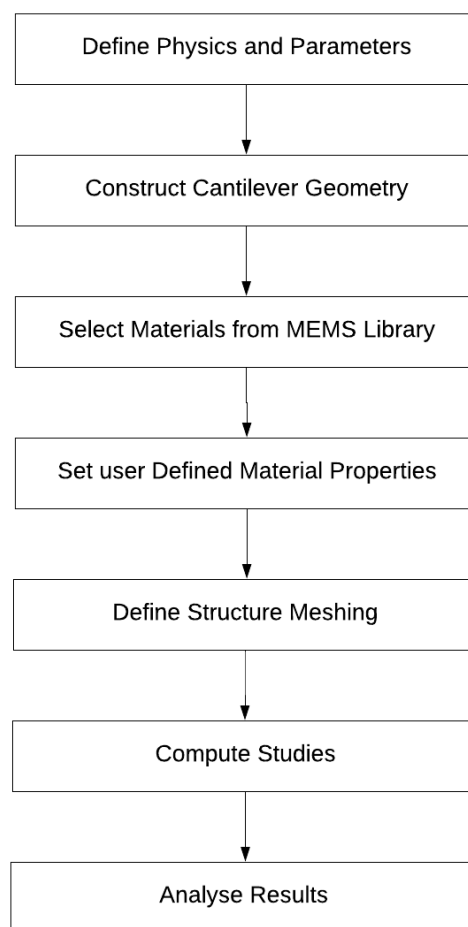 Define Physics and Parameters
Construct Cantilever Geometry
Select Materials from MEMS Library
Set user Defined Material Properties
Define Structure Meshing
Compute Studies
Analyse Results